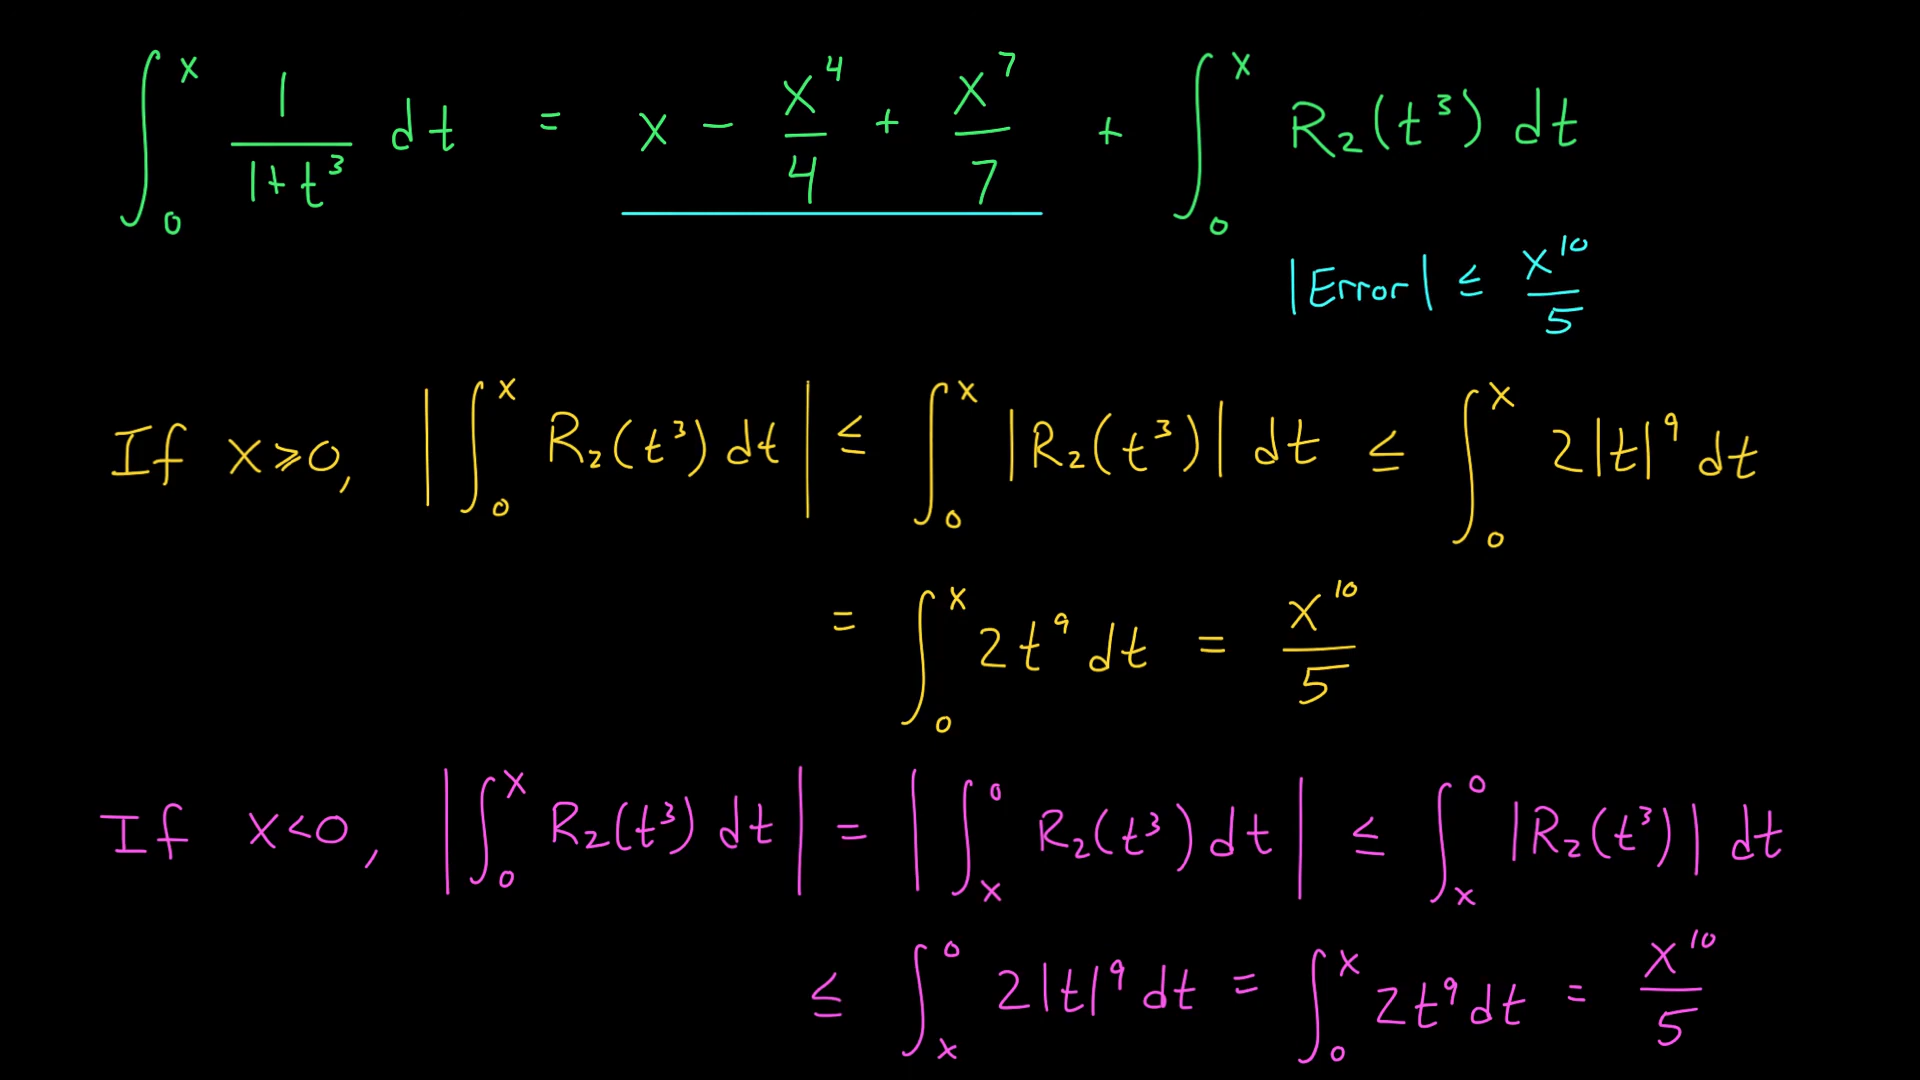 ∫₀ˣ 1/(1+t³) dt = x − x⁴/4 + x⁷/7 + ∫₀ˣ R₂(t³) dt
|Error| ≤ x¹⁰/5
If x⩾0, |∫₀ˣ R₂(t³) dt| ≤ ∫₀ˣ |R₂(t³)| dt ≤ ∫₀ˣ 2|t|⁹ dt
= ∫₀ˣ 2t⁹ dt = x¹⁰/5
If x<0, |∫₀ˣ R₂(t³) dt| = |∫ₓ⁰ R₂(t³) dt| ≤ ∫ₓ⁰ |R₂(t³)| dt
≤ ∫ₓ⁰ 2|t|⁹ dt = ∫₀ˣ 2t⁹ dt = x¹⁰/5